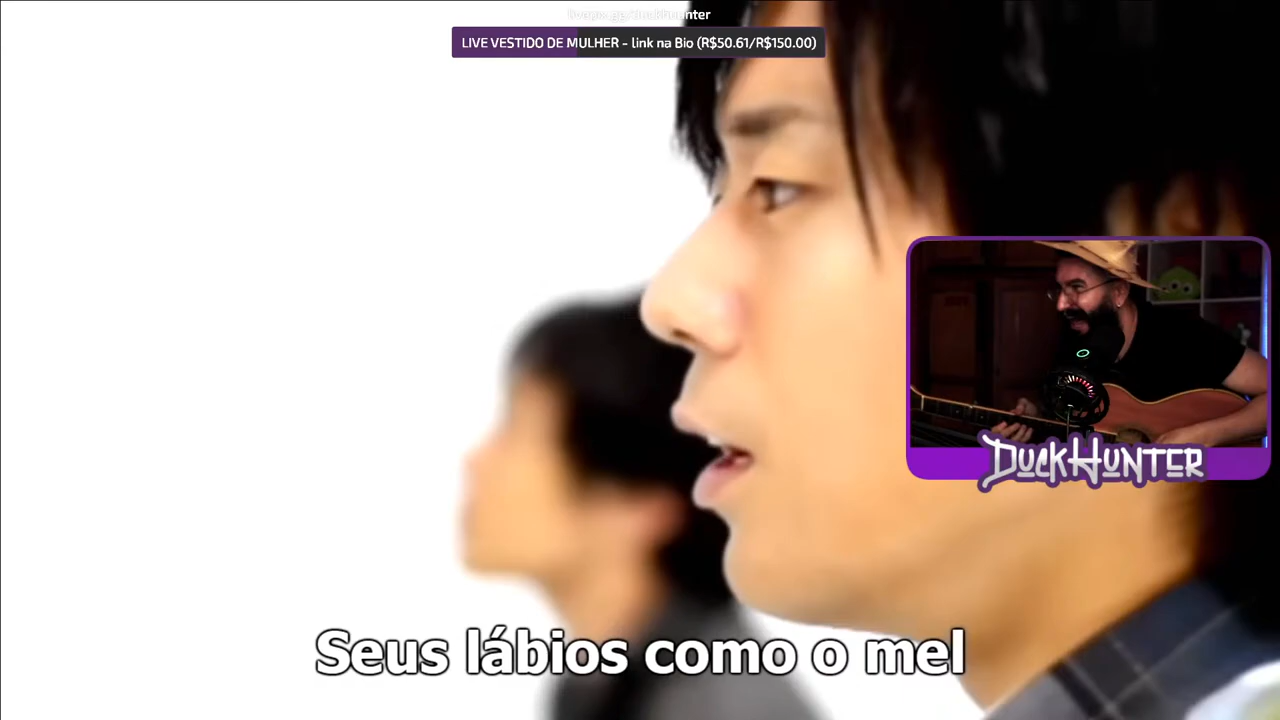 LIVE VESTIDO DE MULHER - link na Bio (R$50.61/R$150.00)
DUCKHUNTER
Seus lábios como o mel